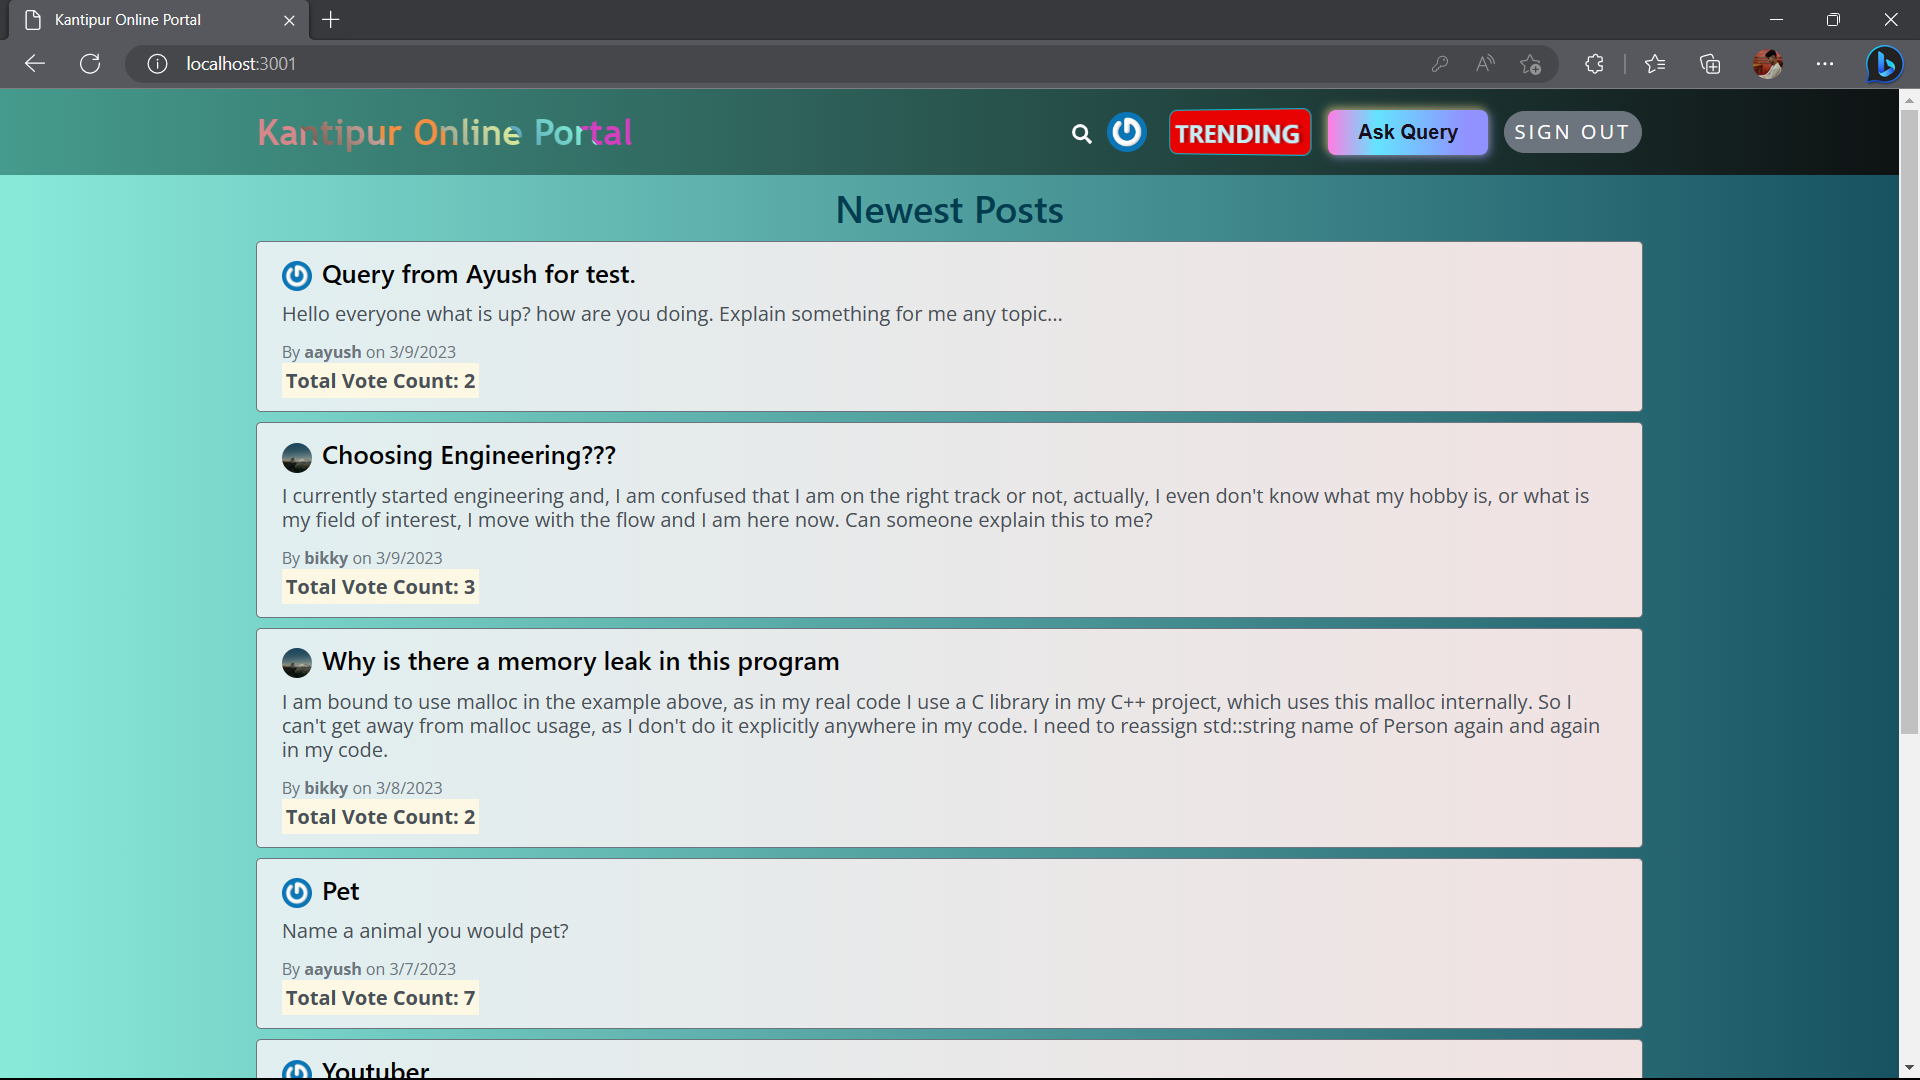 Kantipur Online Portal
localhost:3001
Kantipur Online Portal
TRENDING
Ask Query
SIGN OUT
Newest Posts
Query from Ayush for test.
Hello everyone what is up? how are you doing. Explain something for me any topic...
By aayush on 3/9/2023
Total Vote Count: 2
Choosing Engineering???
I currently started engineering and, I am confused that I am on the right track or not, actually, I even don't know what my hobby is, or what is
my field of interest, I move with the flow and I am here now. Can someone explain this to me?
By bikky on 3/9/2023
Total Vote Count: 3
Why is there a memory leak in this program
I am bound to use malloc in the example above, as in my real code I use a C library in my C++ project, which uses this malloc internally. So I
can't get away from malloc usage, as I don't do it explicitly anywhere in my code. I need to reassign std::string name of Person again and again
in my code.
By bikky on 3/8/2023
Total Vote Count: 2
Pet
Name a animal you would pet?
By aayush on 3/7/2023
Total Vote Count: 7
Youtuber